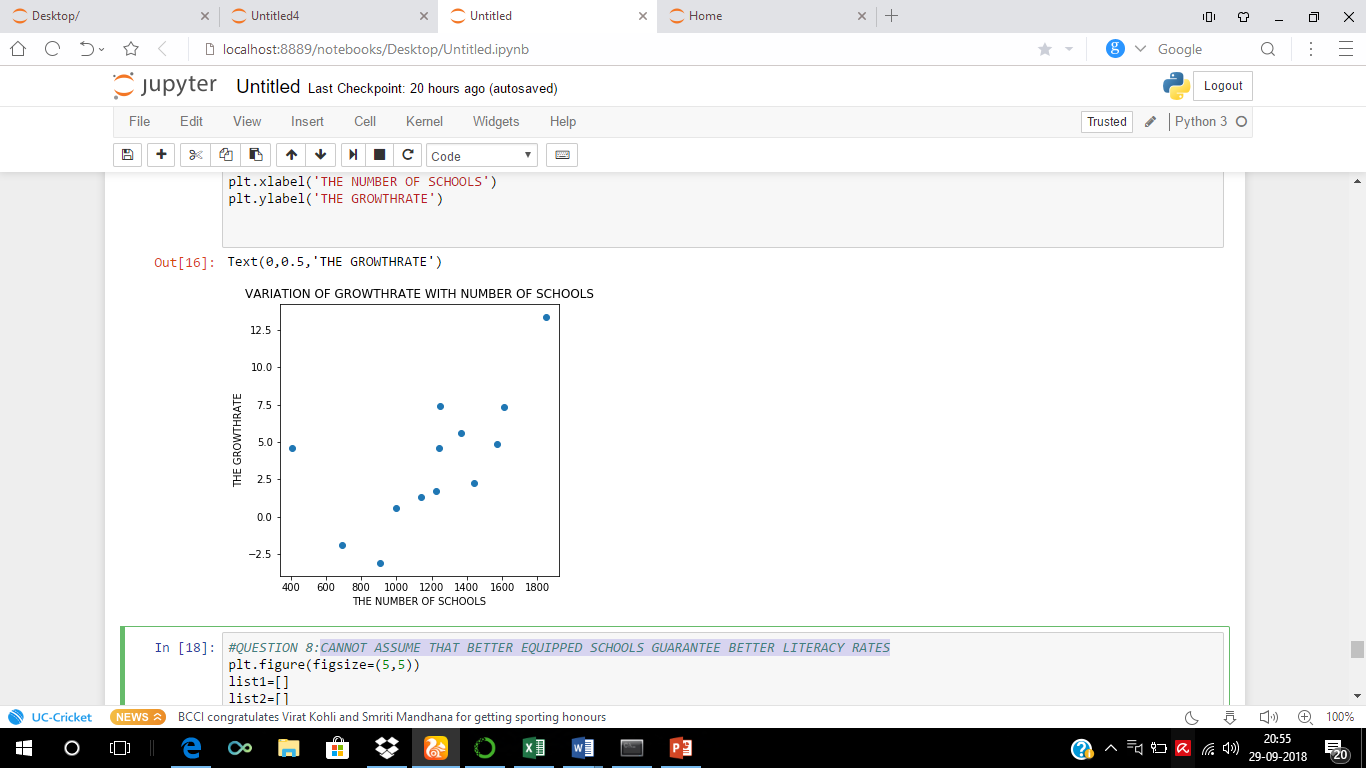 Desktop/
Untitled4
Untitled
Home
localhost:8889/notebooks/Desktop/Untitled.ipynb
g
Google
jupyter
Untitled Last Checkpoint: 20 hours ago (autosaved)
Logout
File Edit View Insert Cell Kernel Widgets Help
Trusted
Python 3
Code
plt.xlabel('THE NUMBER OF SCHOOLS')
plt.ylabel('THE GROWTHRATE')
Out[16]: Text(0,0.5,'THE GROWTHRATE')
VARIATION OF GROWTHRATE WITH NUMBER OF SCHOOLS
12.5
10.0
7.5
5.0
2.5
0.0
−2.5
THE GROWTHRATE
400 600 800 1000 1200 1400 1600 1800
THE NUMBER OF SCHOOLS
In [18]: #QUESTION 8:CANNOT ASSUME THAT BETTER EQUIPPED SCHOOLS GUARANTEE BETTER LITERACY RATES
plt.figure(figsize=(5,5))
list1=[]
list2=[]
UC-Cricket
NEWS
BCCI congratulates Virat Kohli and Smriti Mandhana for getting sporting honours
100%
20:55
29-09-2018
20